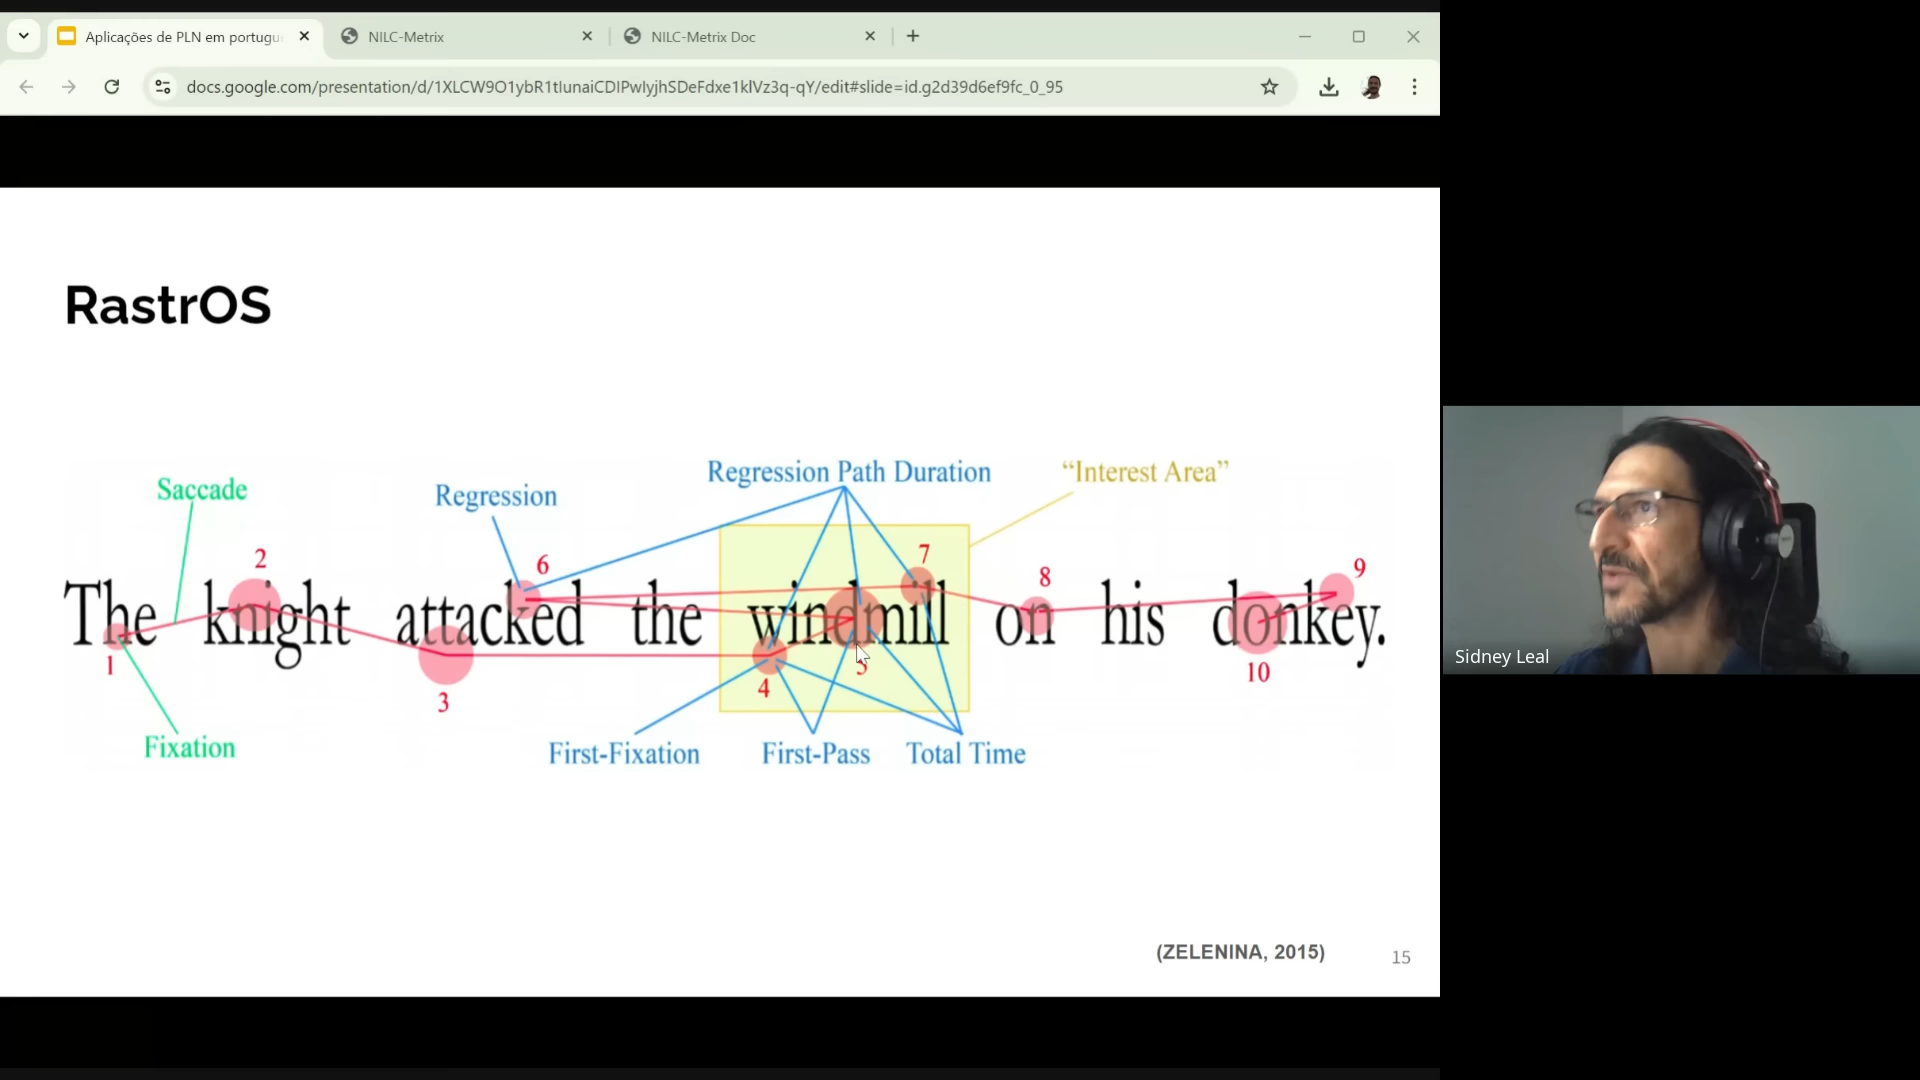 Aplicações de PLN em portugu
NILC-Metrix
NILC-Metrix Doc
docs.google.com/presentation/d/1XLCW9O1ybR1tIunaiCDIPwIyjhSDeFdxe1klVz3q-qY/edit#slide=id.g2d39d6ef9fc_0_95
RastrOS
Regression Path Duration
"Interest Area"
Saccade
Regression
2
6
7
8
9
The knight attacked the windmill on his donkey.
1
3
4
5
10
Fixation
First-Fixation
First-Pass
Total Time
(ZELENINA, 2015)
15
Sidney Leal